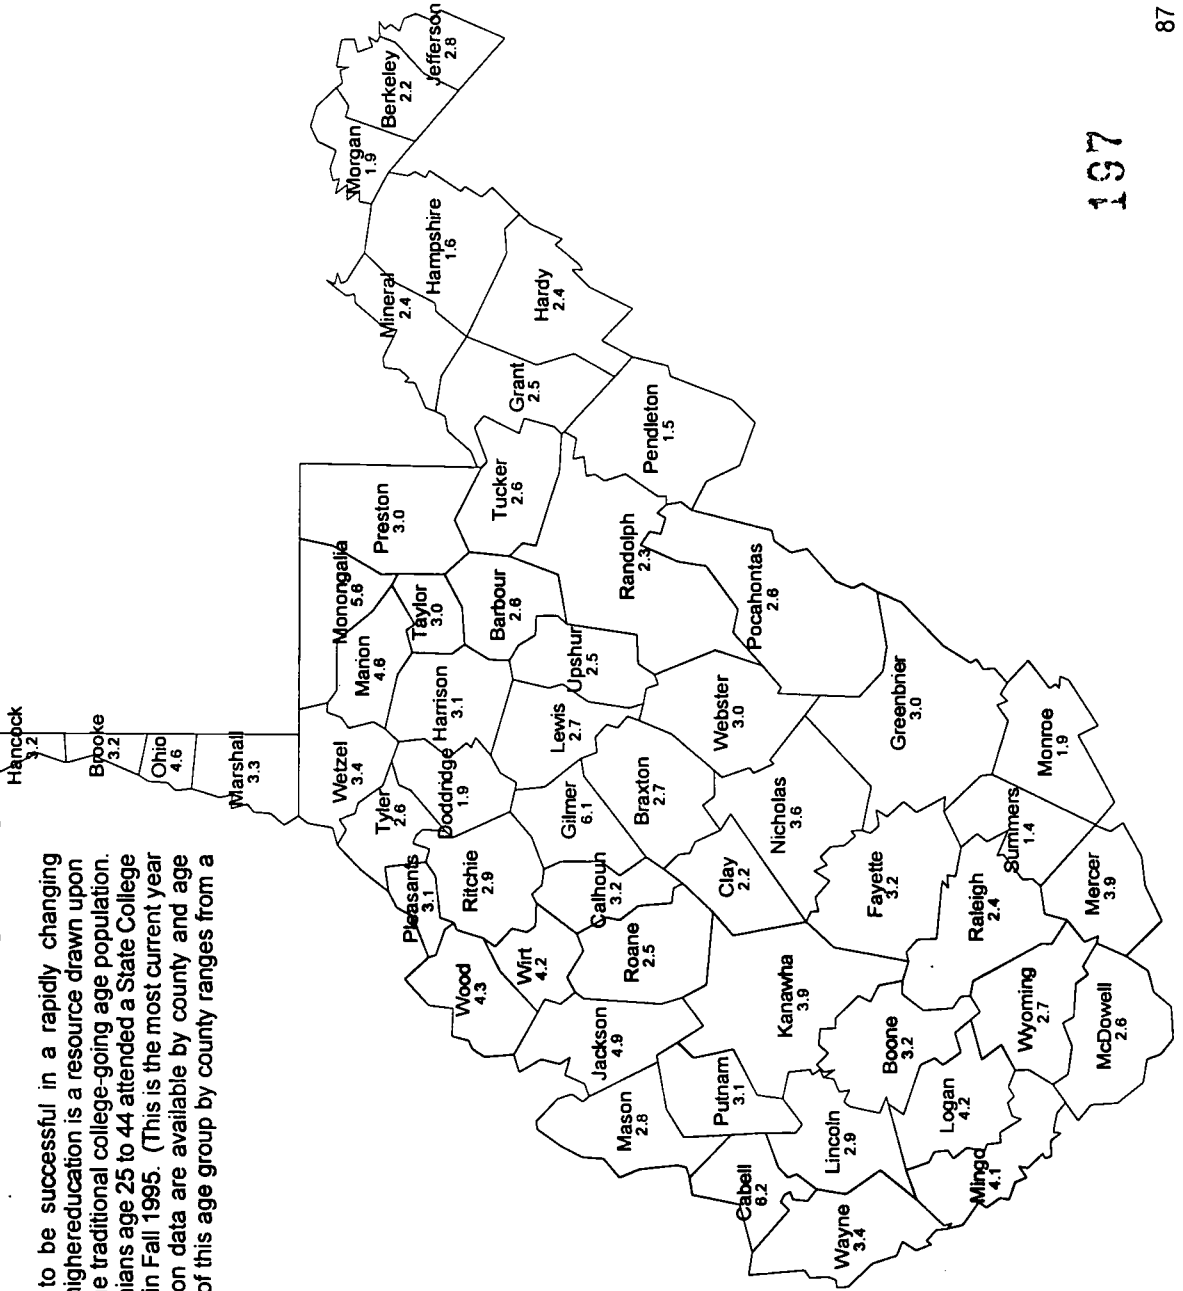 to be successful in a rapidly changing
highereducation is a resource drawn upon
e traditional college-going age population.
nians age 25 to 44 attended a State College
in Fall 1995. (This is the most current year
on data are available by county and age
of this age group by county ranges from a
Hancock
3.2
Brooke
3.2
Ohio
4.6
Marshall
3.3
Wetzel
3.4
Tyler
2.6
Pleasants
3.1
Doddridge
1.9
Ritchie
2.9
Wood
4.3
Wirt
4.2
Calhoun
3.2
Gilmer
6.1
Roane
2.5
Jackson
4.9
Mason
2.8
Putnam
3.1
Cabell
6.2
Wayne
3.4
Lincoln
2.9
Kanawha
3.9
Clay
2.2
Braxton
2.7
Lewis
2.7
Harrison
3.1
Marion
4.6
Monongalia
5.6
Taylor
3.0
Preston
3.0
Barbour
2.6
Upshur
2.5
Tucker
2.6
Randolph
2.3
Webster
3.0
Nicholas
3.6
Pocahontas
2.6
Greenbrier
3.0
Fayette
3.2
Boone
3.2
Logan
4.2
Mingo
4.1
Wyoming
2.7
Raleigh
2.4
Summers
1.4
Monroe
1.9
Mercer
3.9
McDowell
2.6
Pendleton
1.5
Grant
2.5
Hardy
2.4
Mineral
2.4
Hampshire
1.6
Morgan
1.9
Berkeley
2.2
Jefferson
2.8
197
87